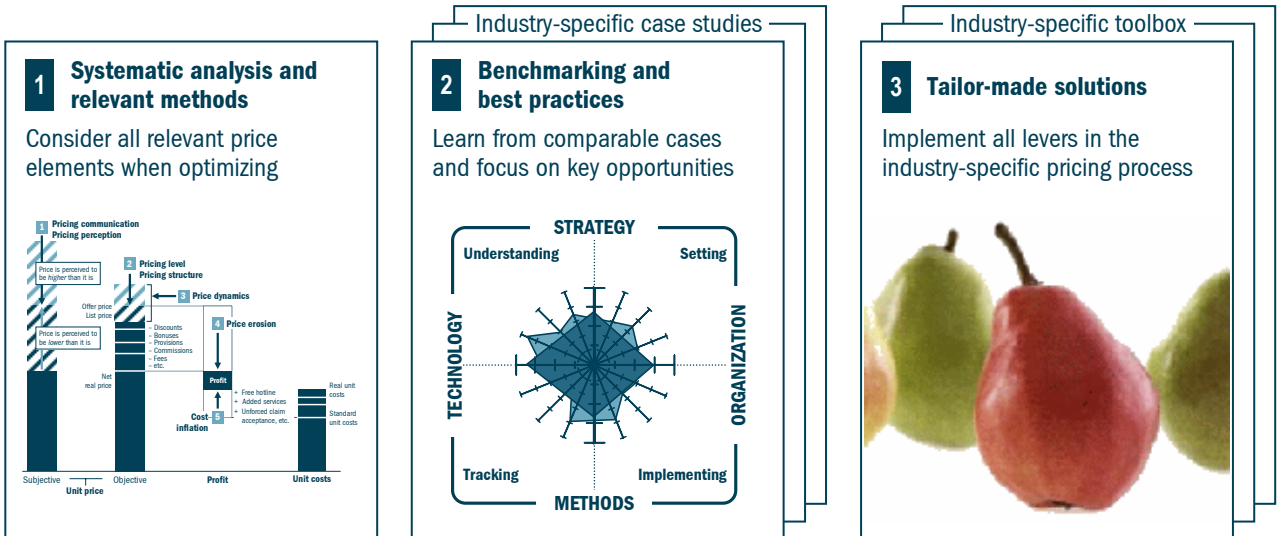 1
Systematic analysis and
relevant methods
Consider all relevant price
elements when optimizing
1 Pricing communication
Pricing perception
Price is perceived to
be higher than it is
2 Pricing level
Pricing structure
3 Price dynamics
Offer price
List price
Price is perceived to
be lower than it is
4 Price erosion
– Discounts
– Bonuses
– Provisions
– Commissions
– Fees
– etc.
Net
real price
Profit
+ Free hotline
+ Added services
+ Unforced claim
acceptance, etc.
Cost
inflation
5
Real unit
costs
Standard
unit costs
Subjective
Objective
Unit price
Profit
Unit costs
Industry-specific case studies
2
Benchmarking and
best practices
Learn from comparable cases
and focus on key opportunities
STRATEGY
Understanding
Setting
TECHNOLOGY
ORGANIZATION
Tracking
Implementing
METHODS
Industry-specific toolbox
3
Tailor-made solutions
Implement all levers in the
industry-specific pricing process